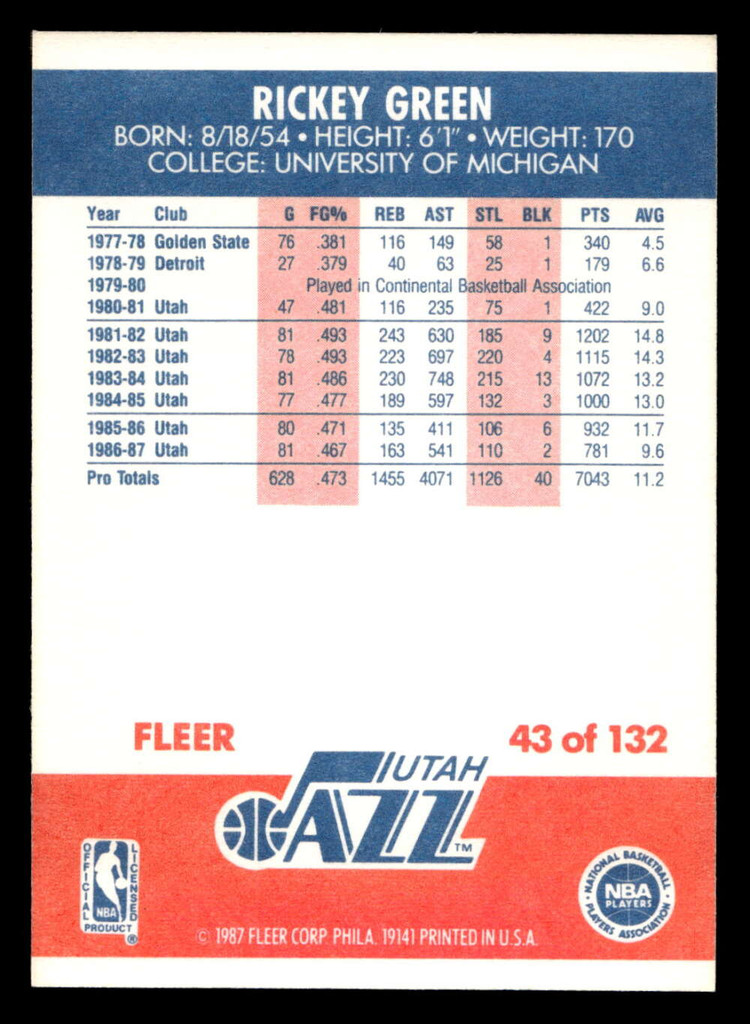 RICKEY GREEN
BORN: 8/18/54 • HEIGHT: 6'1" • WEIGHT: 170
COLLEGE: UNIVERSITY OF MICHIGAN
Year Club G FG% REB AST STL BLK PTS AVG
1977-78 Golden State 76 .381 116 149 58 1 340 4.5
1978-79 Detroit 27 .379 40 63 25 1 179 6.6
1979-80 Played in Continental Basketball Association
1980-81 Utah 47 .481 116 235 75 1 422 9.0
1981-82 Utah 81 .493 243 630 185 9 1202 14.8
1982-83 Utah 78 .493 223 697 220 4 1115 14.3
1983-84 Utah 81 .486 230 748 215 13 1072 13.2
1984-85 Utah 77 .477 189 597 132 3 1000 13.0
1985-86 Utah 80 .471 135 411 106 6 932 11.7
1986-87 Utah 81 .467 163 541 110 2 781 9.6
Pro Totals 628 .473 1455 4071 1126 40 7043 11.2
FLEER 43 of 132
UTAH
JAZZ™
OFFICIAL LICENSED
NBA
PRODUCT ®
NATIONAL BASKETBALL
NBA
PLAYERS
PLAYERS ASSOCIATION
© 1987 FLEER CORP. PHILA. 19141 PRINTED IN U.S.A.